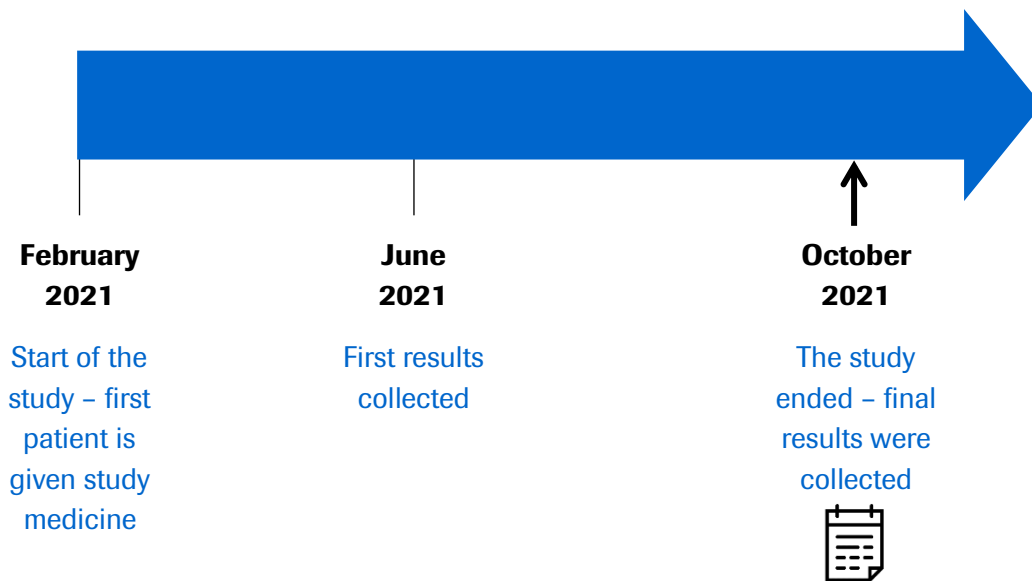 February
2021
Start of the
study – first
patient is
given study
medicine
June
2021
First results
collected
October
2021
The study
ended – final
results were
collected